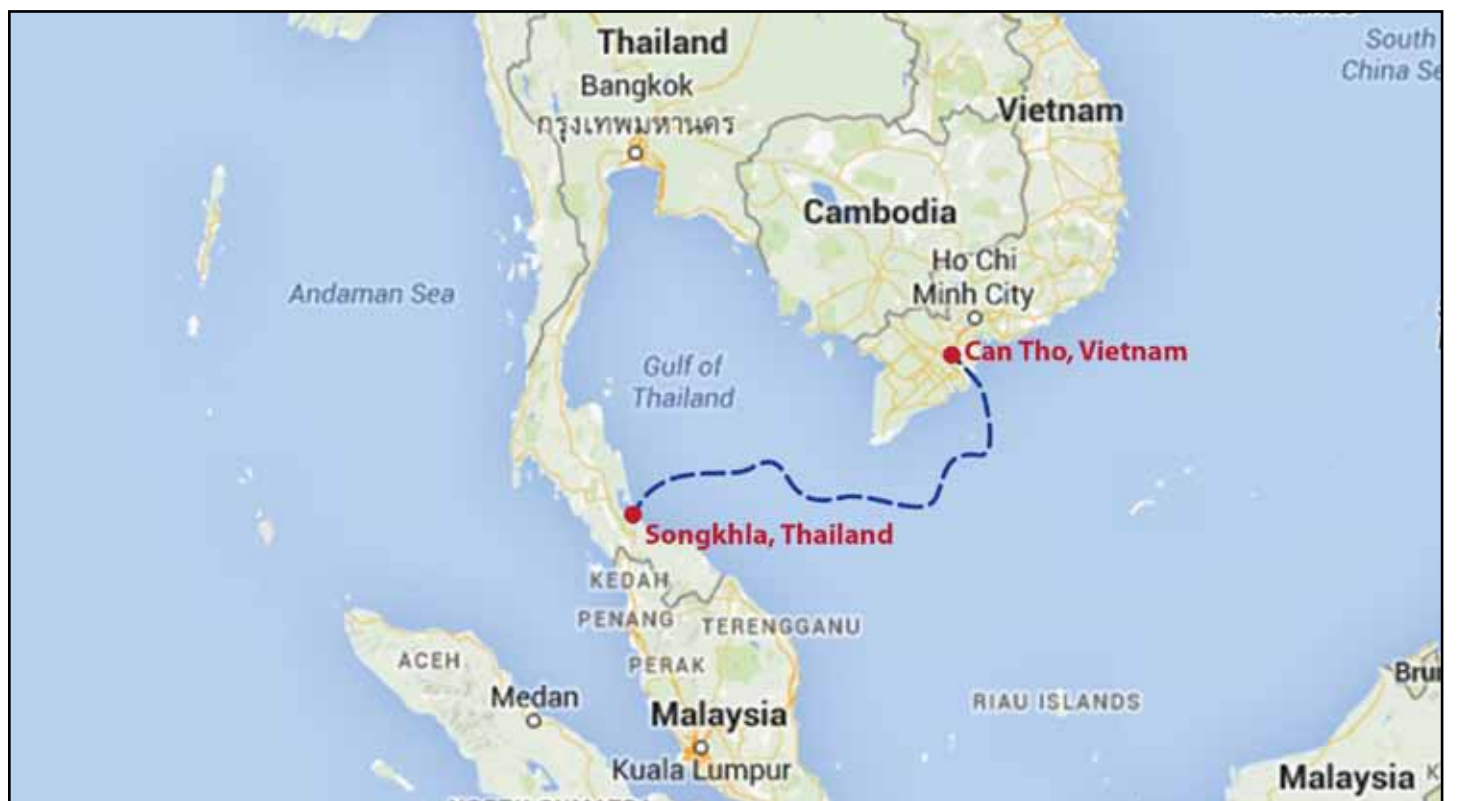 South
China Se
Thailand
Bangkok
กรุงเทพมหานคร
Vietnam
Cambodia
Ho Chi
Minh City
Andaman Sea
Can Tho, Vietnam
Gulf of
Thailand
Songkhla, Thailand
KEDAH
PENANG
TERENGGANU
ACEH
PERAK
Brun
Medan
RIAU ISLANDS
Malaysia
Kuala Lumpur
Malaysia
K